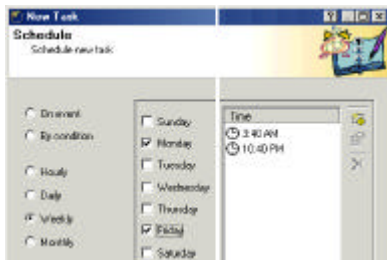 New Task
Schedule
Schedule new task
On event
By condition
Hourly
Daily
Weekly
Monthly
Sunday
Monday
Tuesday
Wednesday
Thursday
Friday
Saturday
Time
3:40 AM
10:40 PM